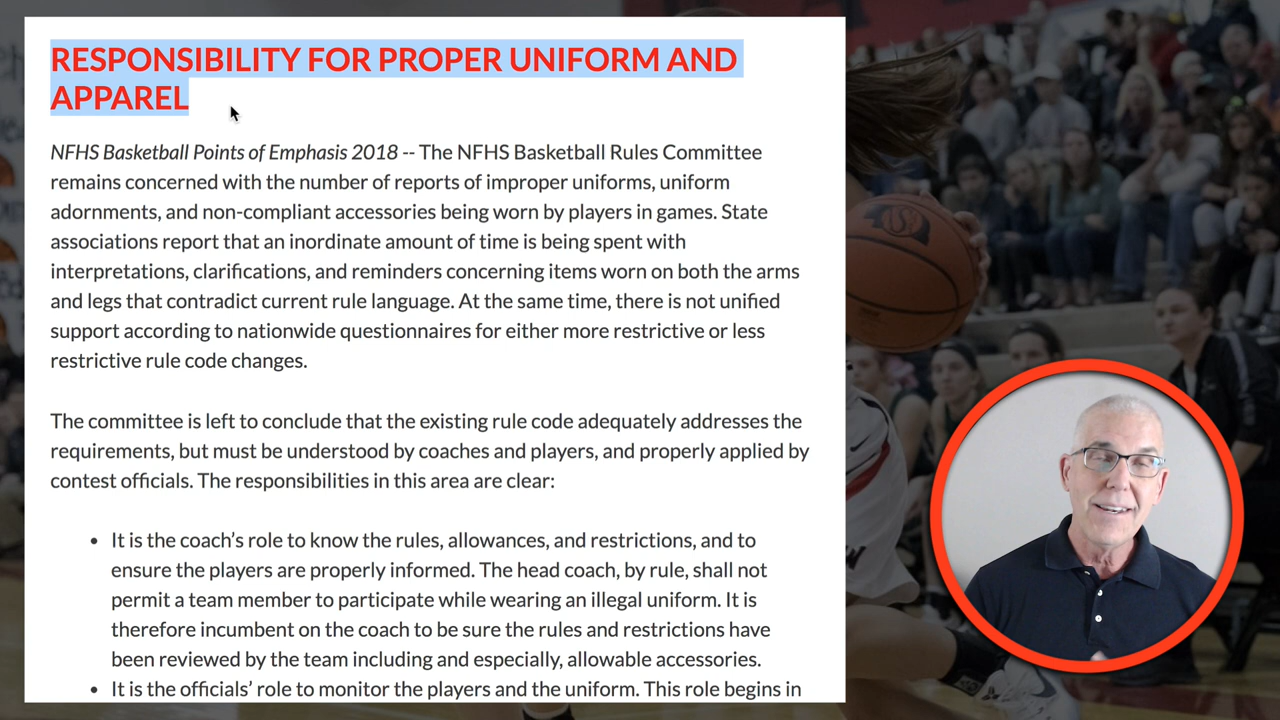 RESPONSIBILITY FOR PROPER UNIFORM AND
APPAREL
NFHS Basketball Points of Emphasis 2018 -- The NFHS Basketball Rules Committee
remains concerned with the number of reports of improper uniforms, uniform
adornments, and non-compliant accessories being worn by players in games. State
associations report that an inordinate amount of time is being spent with
interpretations, clarifications, and reminders concerning items worn on both the arms
and legs that contradict current rule language. At the same time, there is not unified
support according to nationwide questionnaires for either more restrictive or less
restrictive rule code changes.
The committee is left to conclude that the existing rule code adequately addresses the
requirements, but must be understood by coaches and players, and properly applied by
contest officials. The responsibilities in this area are clear:
• It is the coach’s role to know the rules, allowances, and restrictions, and to
ensure the players are properly informed. The head coach, by rule, shall not
permit a team member to participate while wearing an illegal uniform. It is
therefore incumbent on the coach to be sure the rules and restrictions have
been reviewed by the team including and especially, allowable accessories.
• It is the officials’ role to monitor the players and the uniform. This role begins in